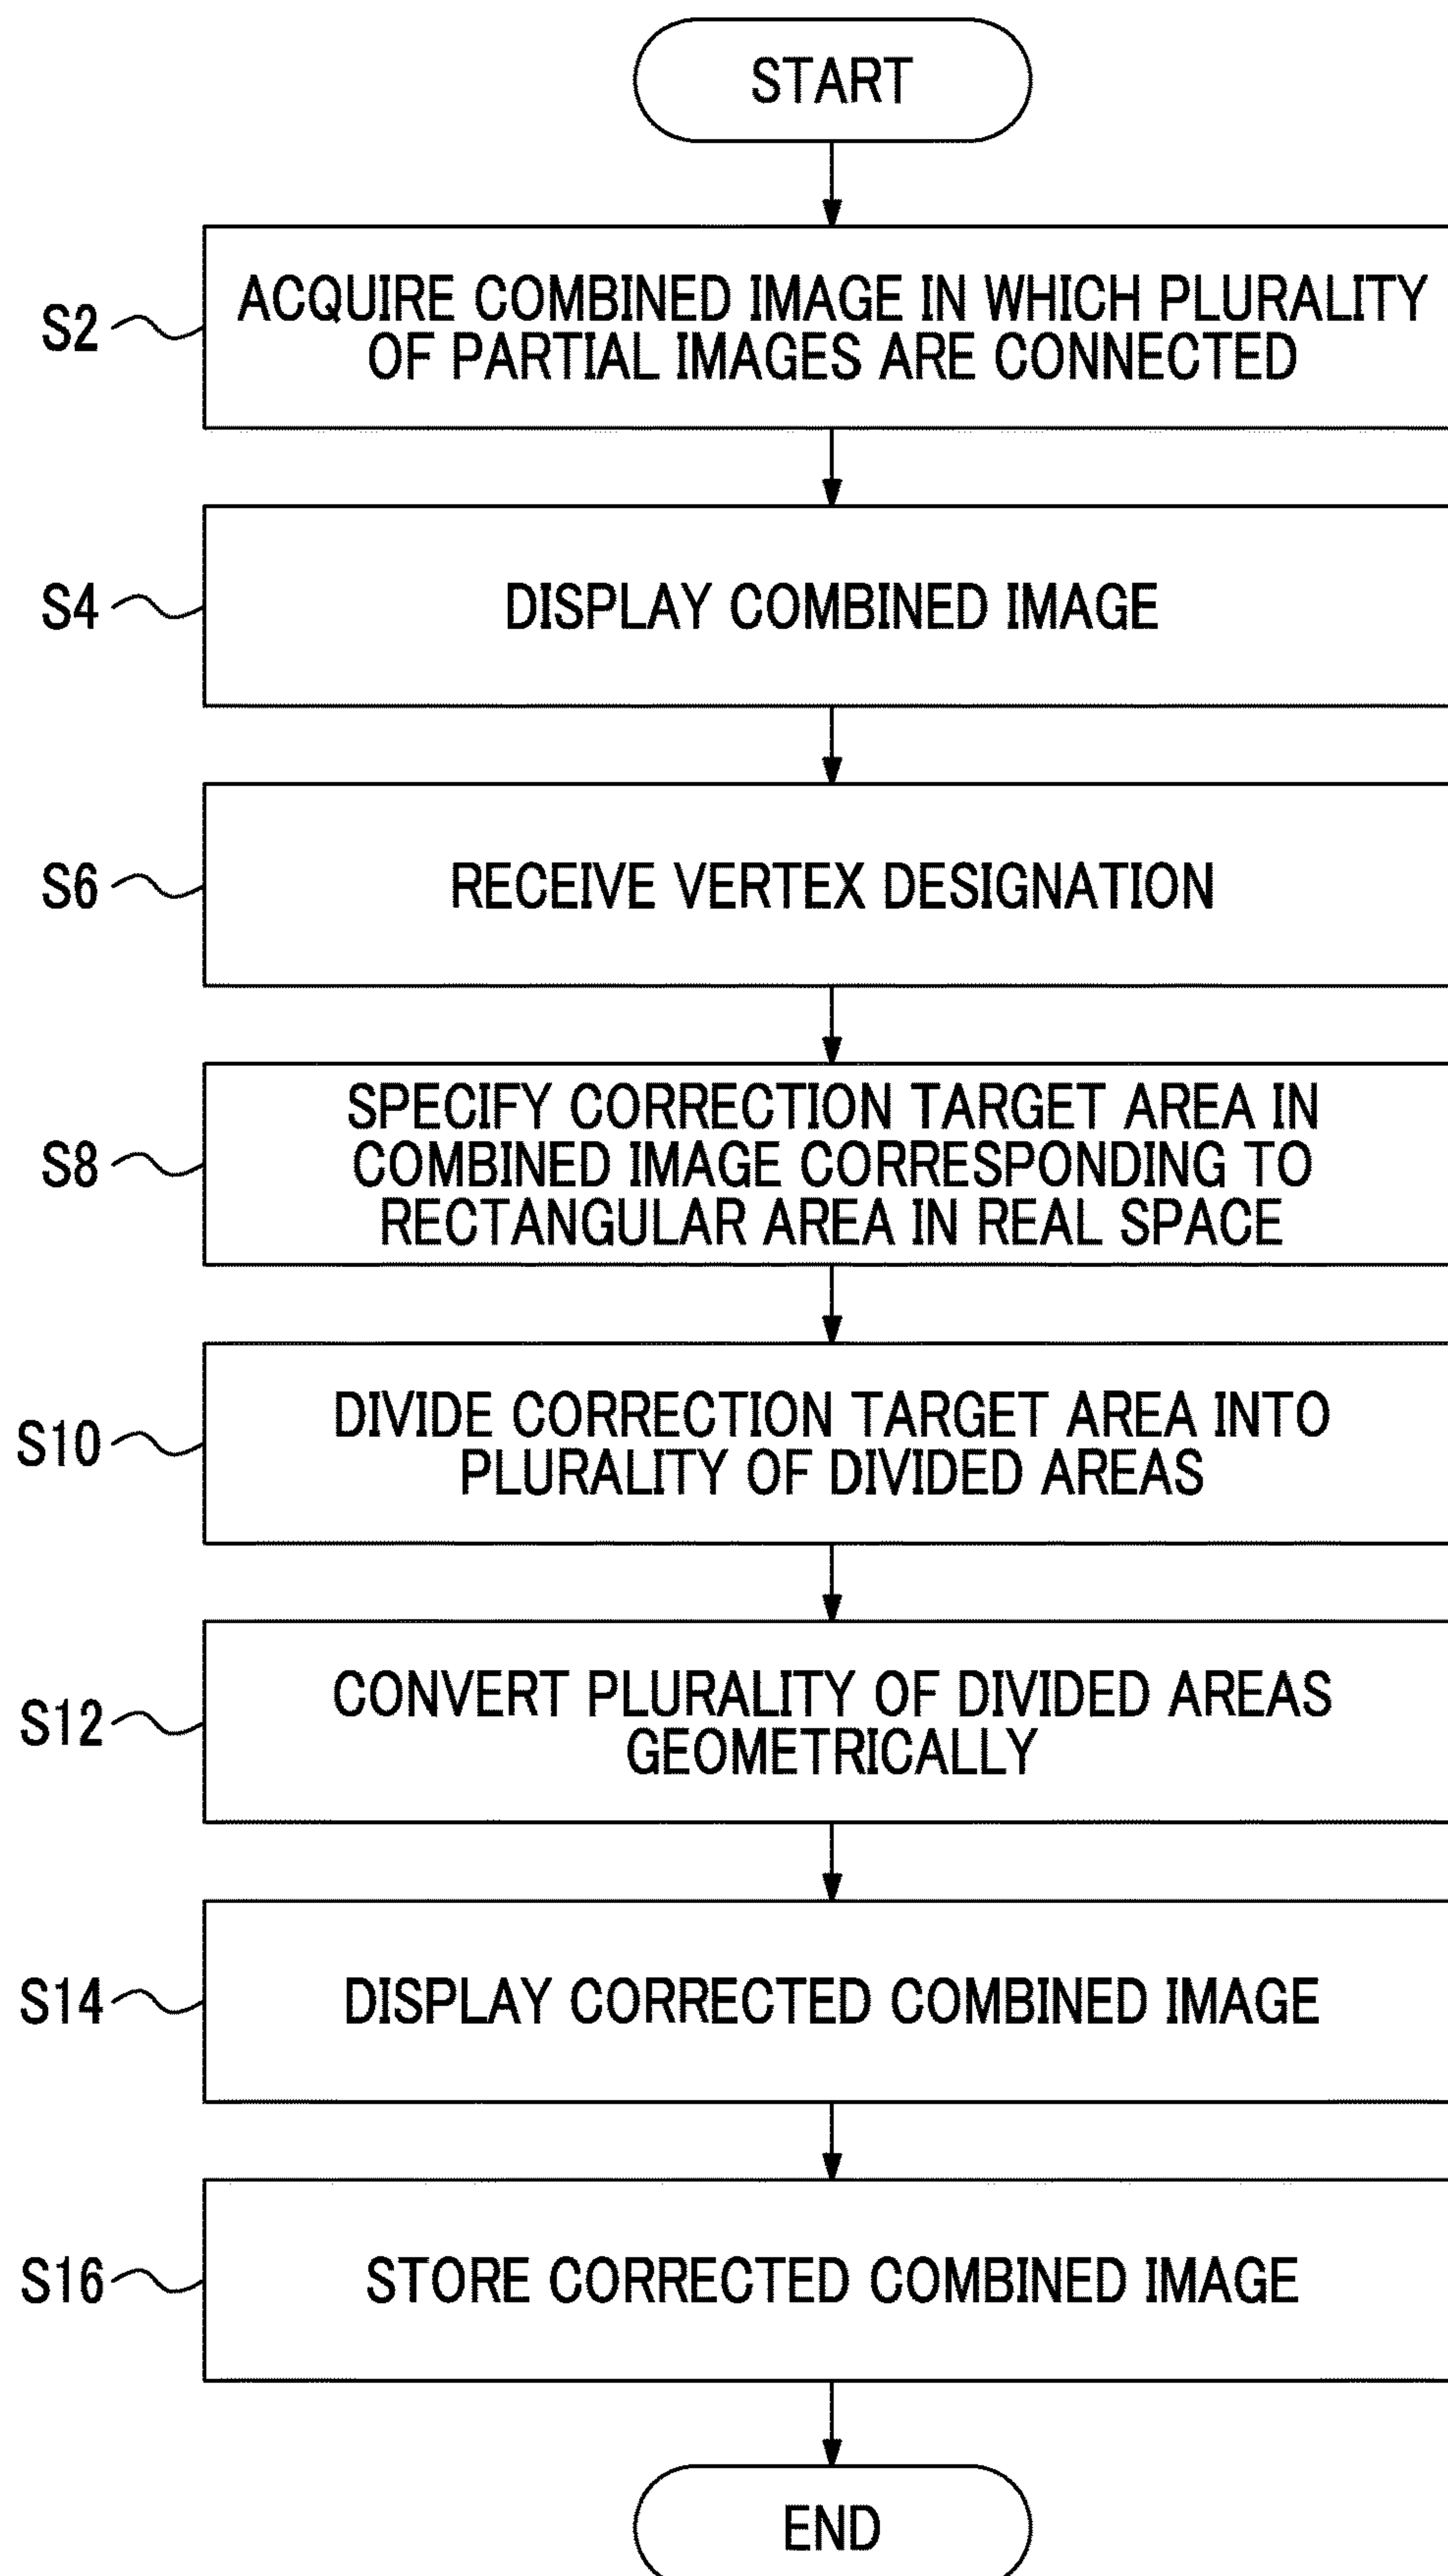 START
S2
ACQUIRE COMBINED IMAGE IN WHICH PLURALITY
OF PARTIAL IMAGES ARE CONNECTED
S4
DISPLAY COMBINED IMAGE
S6
RECEIVE VERTEX DESIGNATION
S8
SPECIFY CORRECTION TARGET AREA IN
COMBINED IMAGE CORRESPONDING TO
RECTANGULAR AREA IN REAL SPACE
S10
DIVIDE CORRECTION TARGET AREA INTO
PLURALITY OF DIVIDED AREAS
S12
CONVERT PLURALITY OF DIVIDED AREAS
GEOMETRICALLY
S14
DISPLAY CORRECTED COMBINED IMAGE
S16
STORE CORRECTED COMBINED IMAGE
END